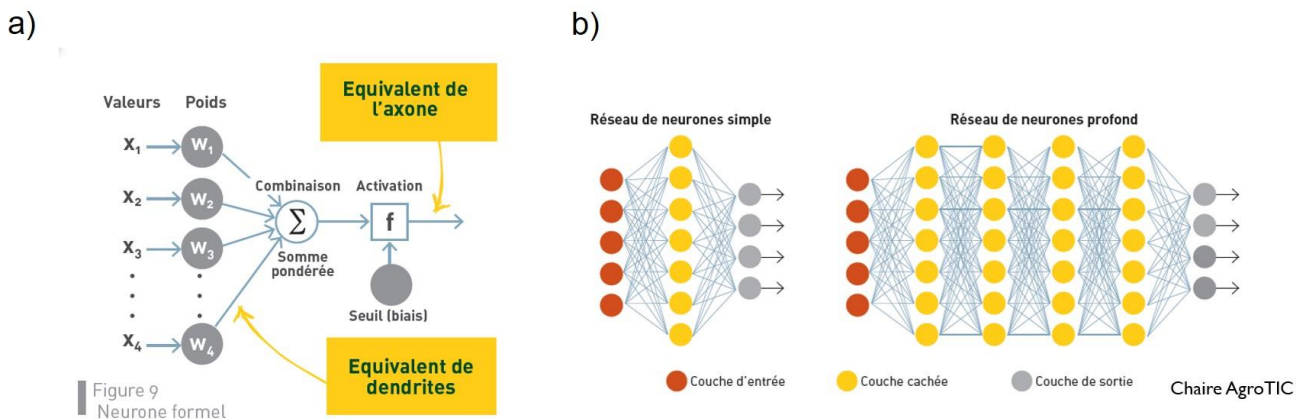 a)
Valeurs Poids
X1 W1
X2 W2
X3 W3
X4 W4
Combinaison
Σ
Somme
pondérée
Activation
f
Seuil (biais)
Equivalent de
l'axone
Equivalent de
dendrites
Figure 9
Neurone formel
b)
Réseau de neurones simple
Réseau de neurones profond
Couche d'entrée
Couche cachée
Couche de sortie
Chaire AgroTIC